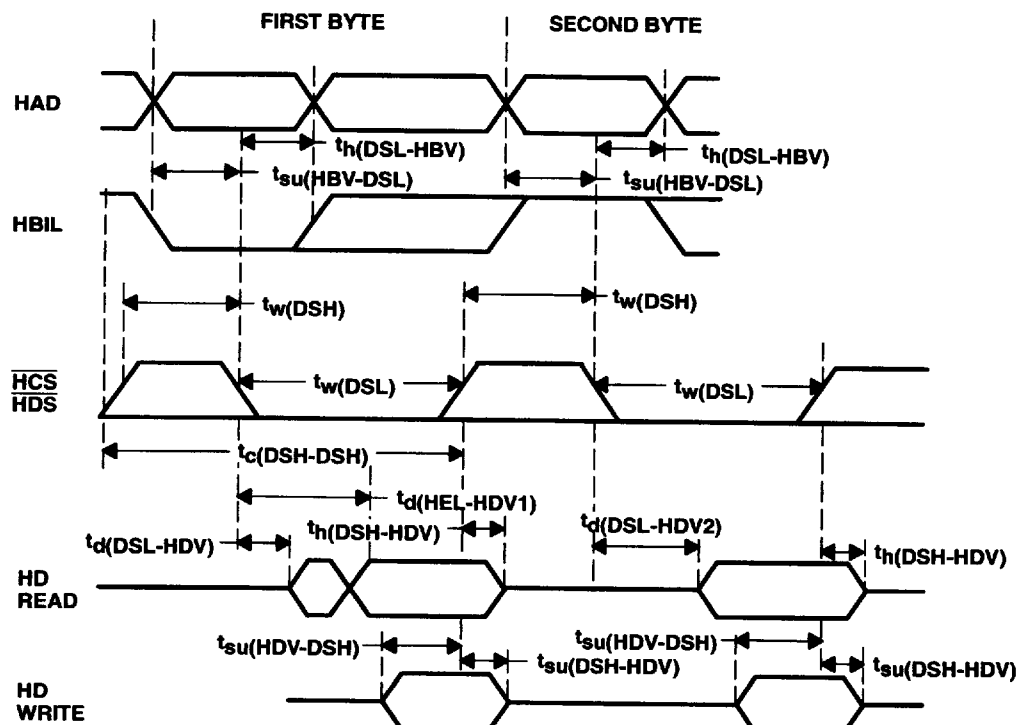 FIRST BYTE
SECOND BYTE
HAD
th(DSL-HBV)
th(DSL-HBV)
tsu(HBV-DSL)
tsu(HBV-DSL)
HBIL
tw(DSH)
tw(DSH)
HCS
HDS
tw(DSL)
tw(DSL)
tc(DSH-DSH)
td(HEL-HDV1)
th(DSH-HDV)
td(DSL-HDV2)
td(DSL-HDV)
th(DSH-HDV)
HD
READ
tsu(HDV-DSH)
tsu(HDV-DSH)
tsu(DSH-HDV)
tsu(DSH-HDV)
HD
WRITE